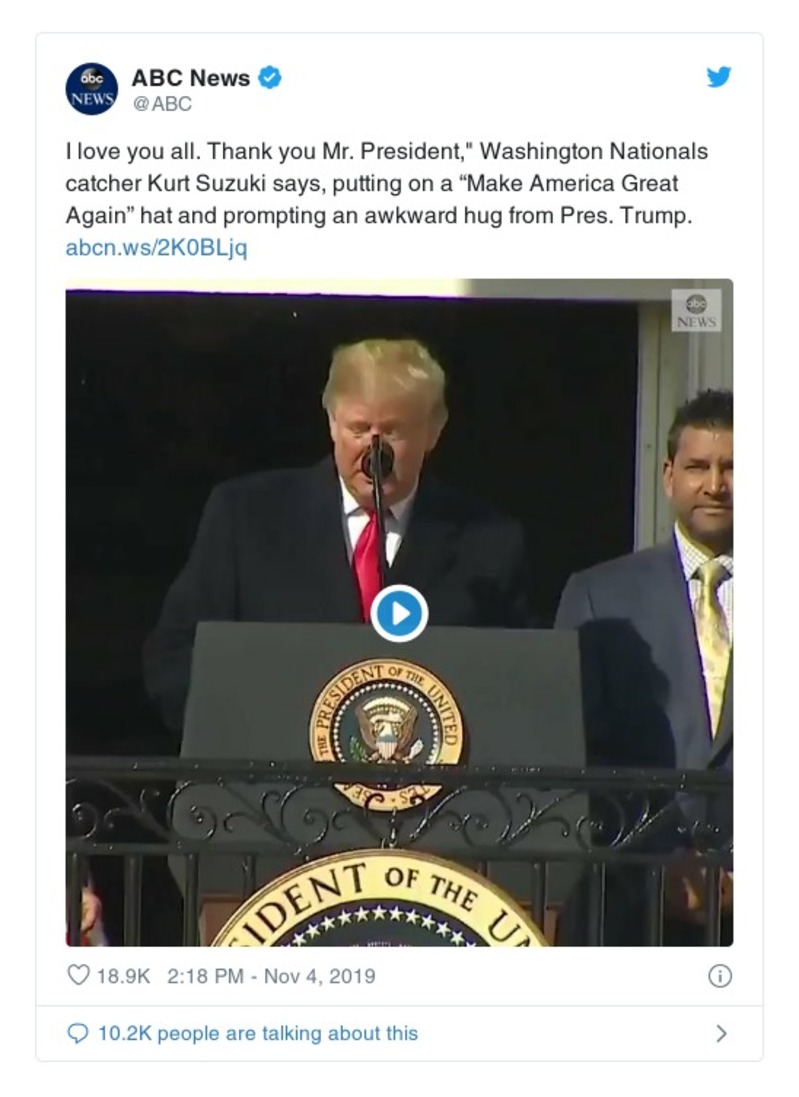 abc
NEWS
ABC News
@ABC
I love you all. Thank you Mr. President," Washington Nationals
catcher Kurt Suzuki says, putting on a “Make America Great
Again” hat and prompting an awkward hug from Pres. Trump.
abcn.ws/2K0BLjq
abc
NEWS
THE PRESIDENT OF THE UNITED
SIDENT OF THE UN
18.9K 2:18 PM - Nov 4, 2019
10.2K people are talking about this